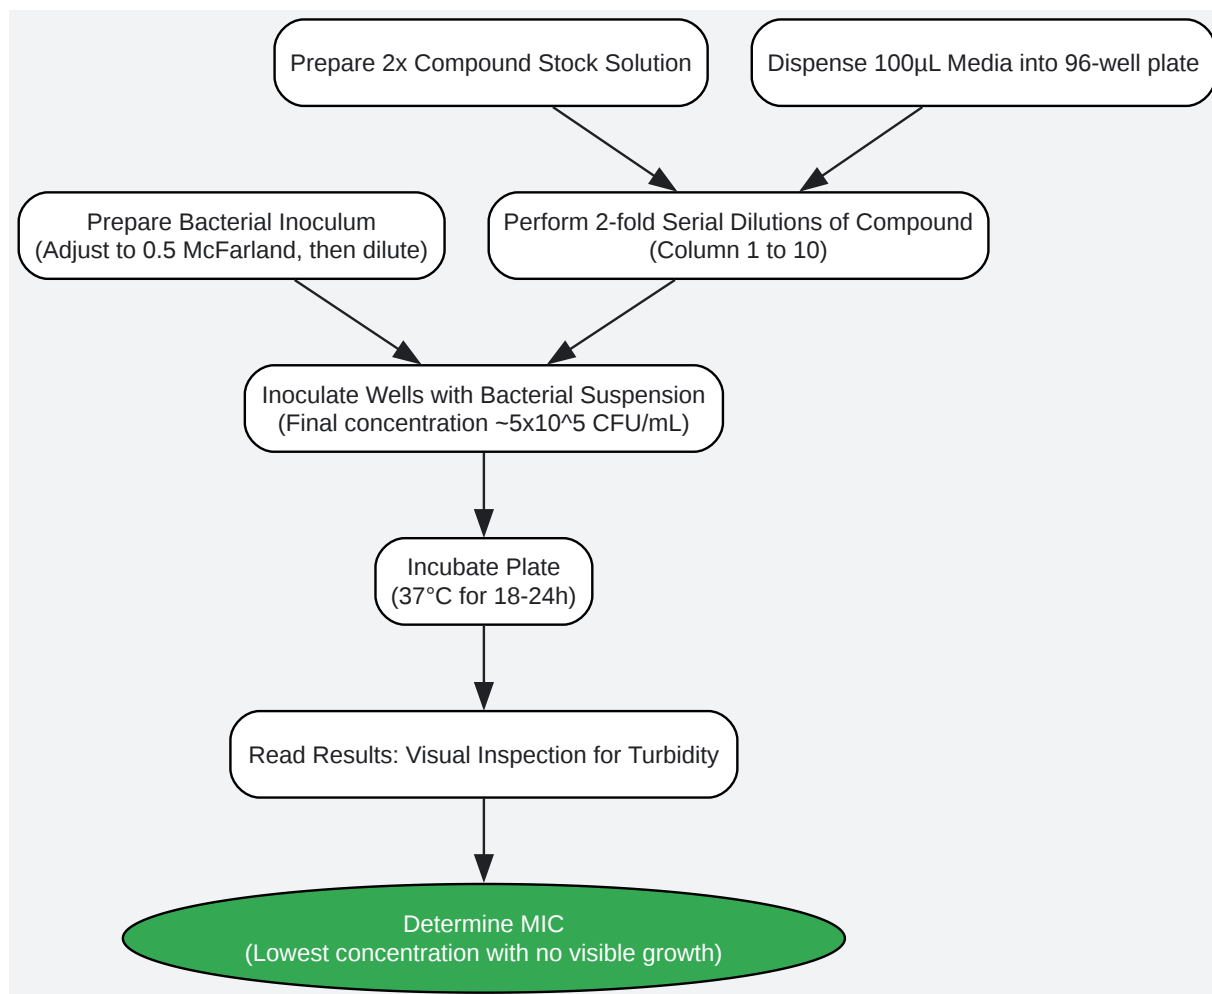 Prepare 2x Compound Stock Solution
Dispense 100µL Media into 96-well plate
Prepare Bacterial Inoculum
(Adjust to 0.5 McFarland, then dilute)
Perform 2-fold Serial Dilutions of Compound
(Column 1 to 10)
Inoculate Wells with Bacterial Suspension
(Final concentration ~5x10^5 CFU/mL)
Incubate Plate
(37°C for 18-24h)
Read Results: Visual Inspection for Turbidity
Determine MIC
(Lowest concentration with no visible growth)